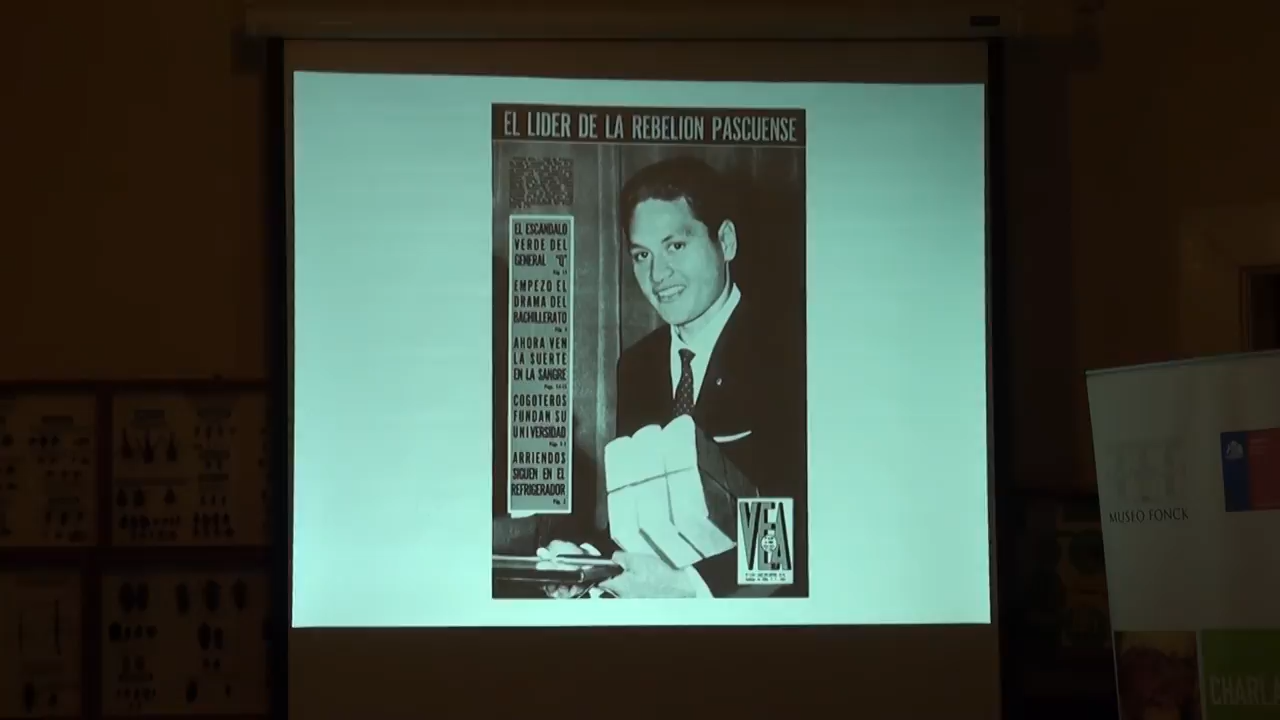 EL LIDER DE LA REBELION PASCUENSE
EL ESCANDALO
VERDE DEL
GENERAL "Q"
EMPEZO EL
DRAMA DEL
BACHILLERATO
AHORA VEN
LA SUERTE
EN LA SANGRE
COGOTEROS
FUNDAN SU
UNIVERSIDAD
ARRIENDOS
SIGUEN EN EL
REFRIGERADOR
VEA
MUSEO FONCK